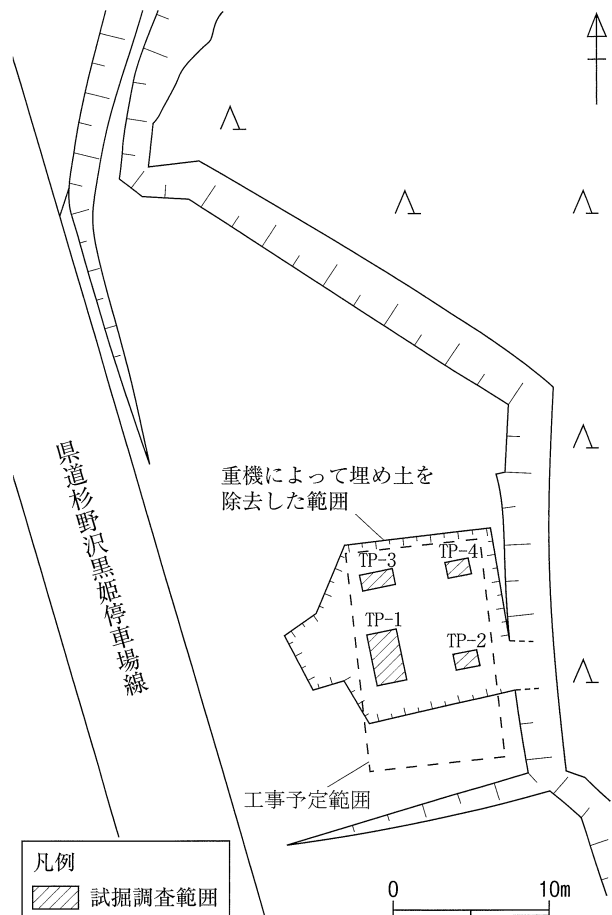 重機によって埋め土を
除去した範囲
TP-3
TP-4
TP-1
TP-2
県道杉野沢黒姫停車場線
工事予定範囲
凡例
試掘調査範囲
0
10m